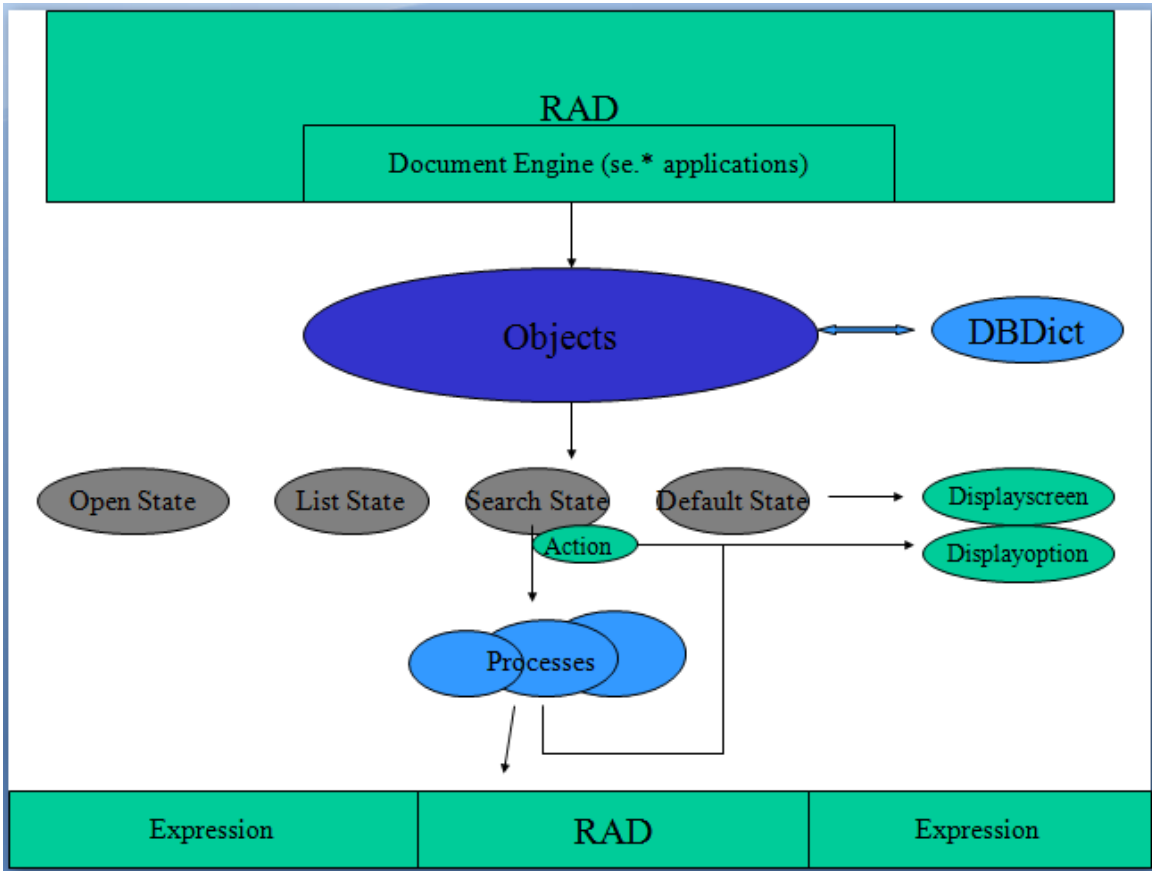 RAD
Document Engine (se.* applications)
Objects
DBDict
Open State
List State
Search State
Default State
Displayscreen
Action
Displayoption
Processes
Expression
RAD
Expression